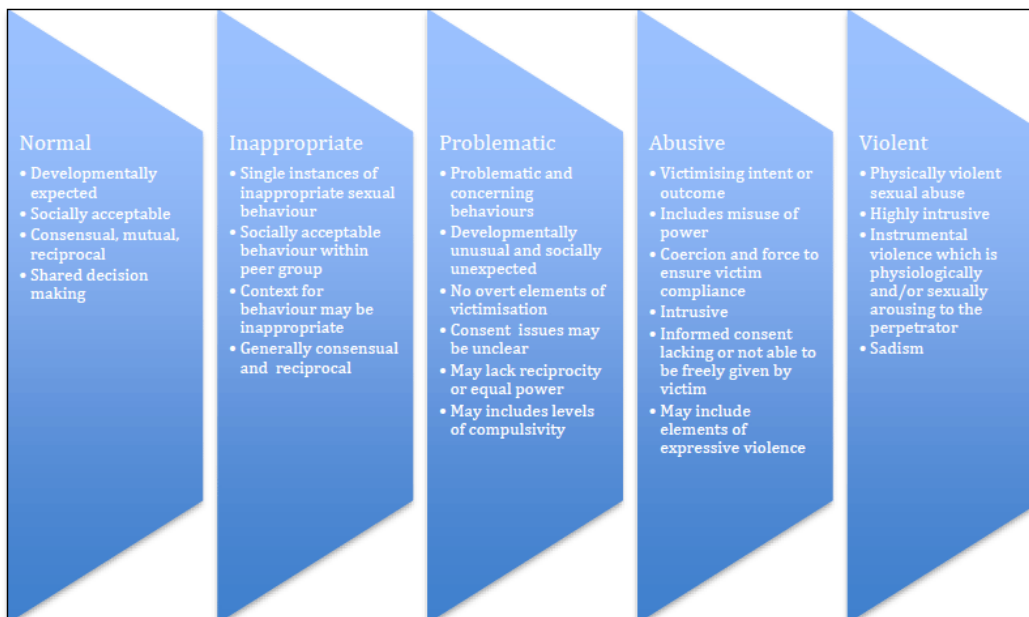 Normal
• Developmentally
expected
• Socially acceptable
• Consensual, mutual,
reciprocal
• Shared decision
making
Inappropriate
• Single instances of
inappropriate sexual
behaviour
• Socially acceptable
behaviour within
peer group
• Context for
behaviour may be
inappropriate
• Generally consensual
and reciprocal
Problematic
• Problematic and
concerning
behaviours
• Developmentally
unusual and socially
unexpected
• No overt elements of
victimisation
• Consent issues may
be unclear
• May lack reciprocity
or equal power
• May includes levels
of compulsivity
Abusive
• Victimising intent or
outcome
• Includes misuse of
power
• Coercion and force to
ensure victim
compliance
• Intrusive
• Informed consent
lacking or not able to
be freely given by
victim
• May include
elements of
expressive violence
Violent
• Physically violent
sexual abuse
• Highly intrusive
• Instrumental
violence which is
physiologically
and/or sexually
arousing to the
perpetrator
• Sadism